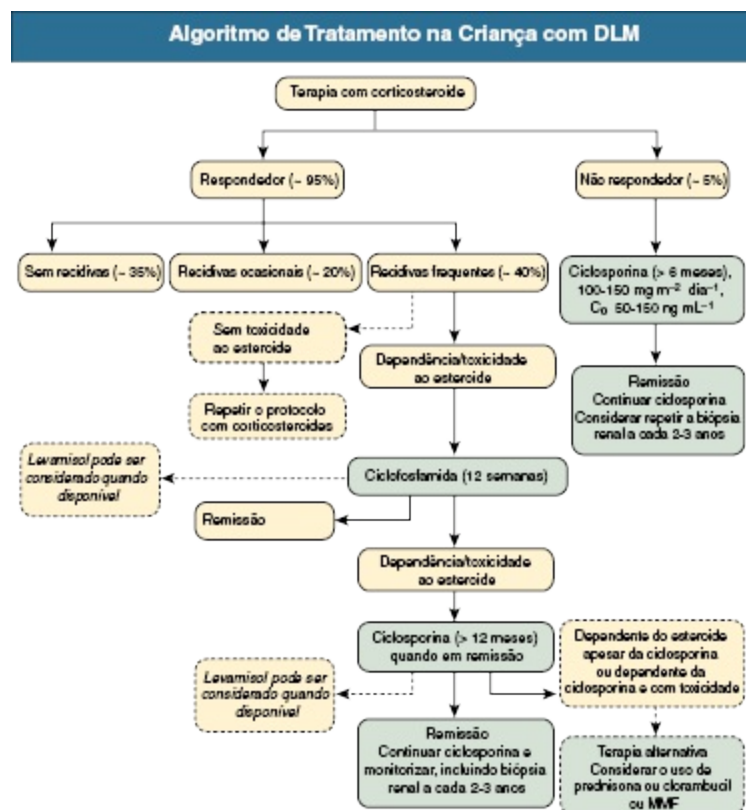 Algoritmo de Tratamento na Criança com DLM
Terapia com corticosteroide
Respondedor (~ 95%)
Não respondedor (~ 5%)
Sem recidivas (~ 35%)
Recidivas ocasionais (~ 20%)
Recidivas frequentes (~ 40%)
Ciclosporina (> 6 meses),
100-150 mg m⁻² dia⁻¹,
C₀ 50-150 ng mL⁻¹
Sem toxicidade
ao esteroide
Dependência/toxicidade
ao esteroide
Repetir o protocolo
com corticosteroides
Remissão
Continuar ciclosporina
Considerar repetir a biópsia
renal a cada 2-3 anos
Levamisol pode ser
considerado quando
disponível
Ciclofosfamida (12 semanas)
Remissão
Dependência/toxicidade
ao esteroide
Ciclosporina (> 12 meses)
quando em remissão
Dependente do esteroide
apesar da ciclosporina
ou dependente da
ciclosporina e com toxicidade
Levamisol pode ser
considerado quando
disponível
Remissão
Continuar ciclosporina e
monitorizar, incluindo biópsia
renal a cada 2-3 anos
Terapia alternativa
Considerar o uso de
prednisona ou clorambucil
ou MMF